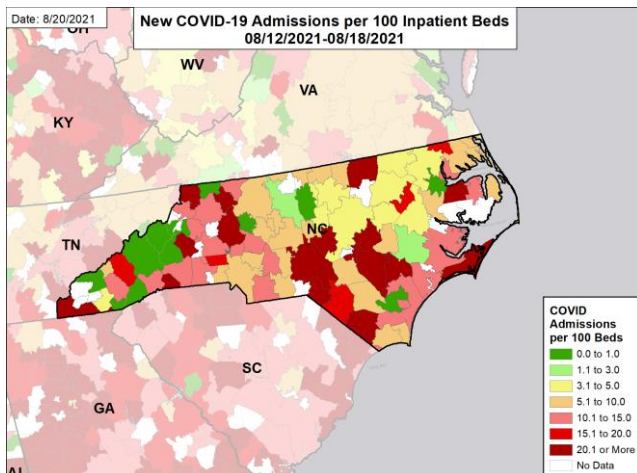 Date: 8/20/2021
New COVID-19 Admissions per 100 Inpatient Beds
08/12/2021-08/18/2021
OH
WV
VA
KY
TN
NC
SC
GA
AL
COVID
Admissions
per 100 Beds
0.0 to 1.0
1.1 to 3.0
3.1 to 5.0
5.1 to 10.0
10.1 to 15.0
15.1 to 20.0
20.1 or More
No Data